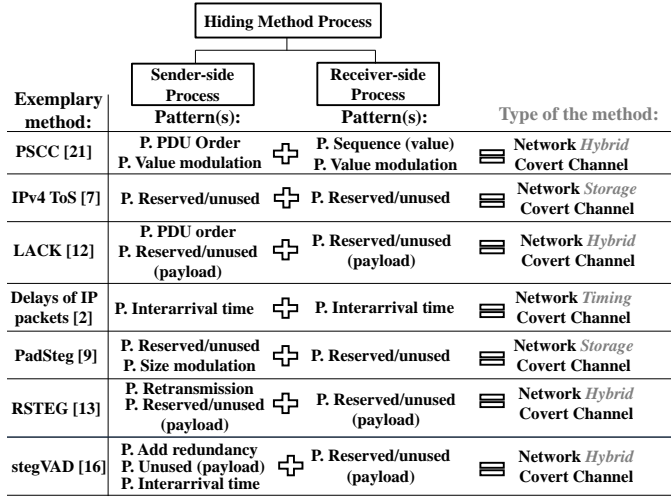 Hiding Method Process
Sender-side
Process
Receiver-side
Process
Exemplary
method:
Pattern(s):
Pattern(s):
Type of the method:
PSCC [21]
P. PDU Order
P. Value modulation
P. Sequence (value)
P. Value modulation
Network Hybrid
Covert Channel
IPv4 ToS [7]
P. Reserved/unused
P. Reserved/unused
Network Storage
Covert Channel
LACK [12]
P. PDU order
P. Reserved/unused
(payload)
P. Reserved/unused
(payload)
Network Hybrid
Covert Channel
Delays of IP
packets [2]
P. Interarrival time
P. Interarrival time
Network Timing
Covert Channel
PadSteg [9]
P. Reserved/unused
P. Size modulation
P. Reserved/unused
Network Storage
Covert Channel
RSTEG [13]
P. Retransmission
P. Reserved/unused
(payload)
P. Reserved/unused
(payload)
Network Hybrid
Covert Channel
stegVAD [16]
P. Add redundancy
P. Unused (payload)
P. Interarrival time
P. Reserved/unused
(payload)
Network Hybrid
Covert Channel